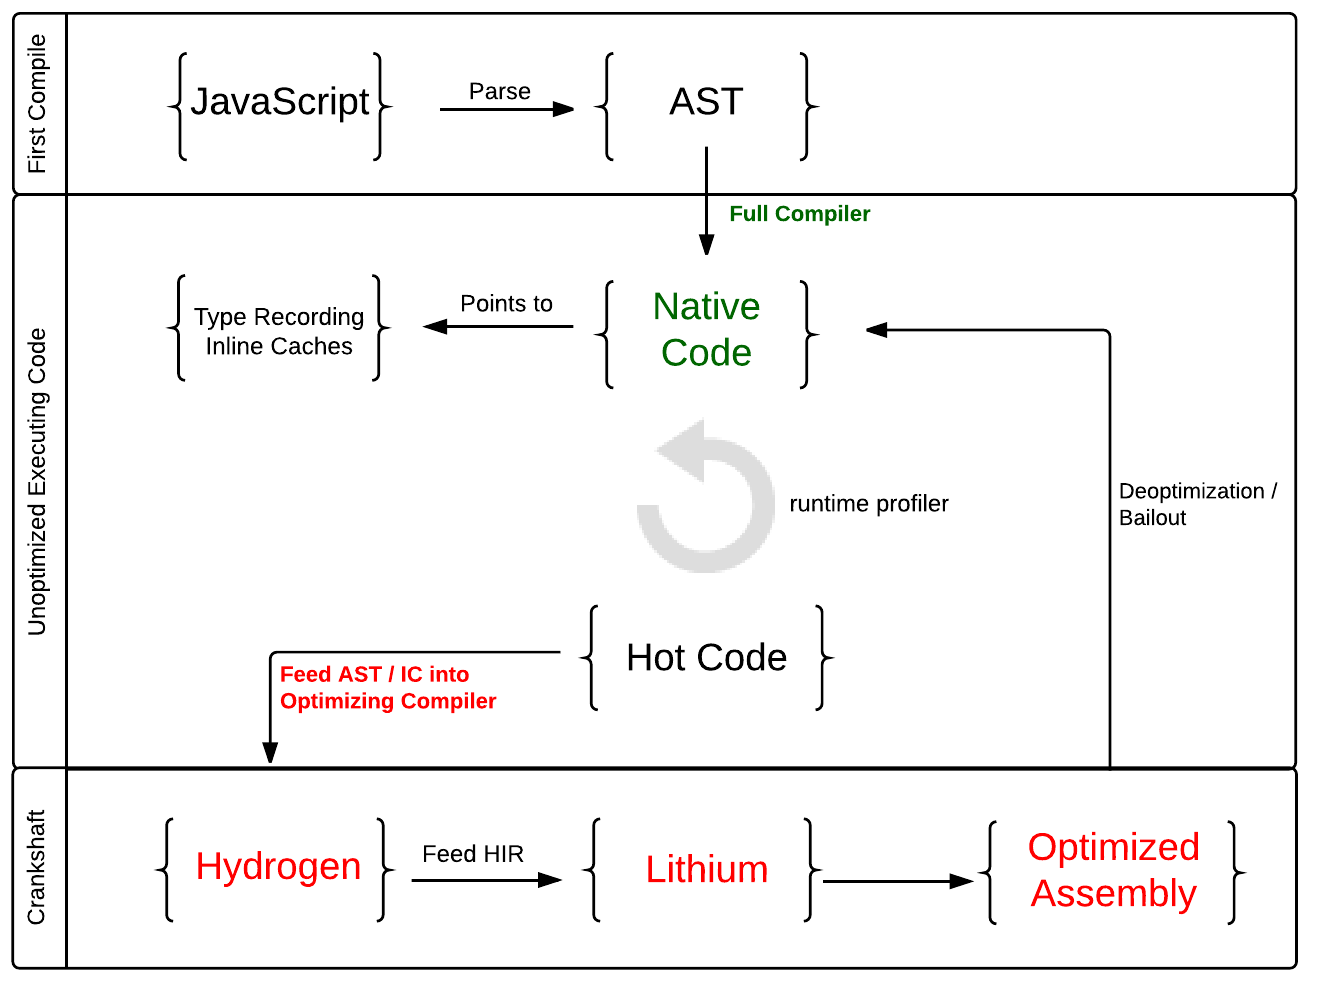 First Compile
JavaScript
Parse
AST
Full Compiler
Unoptimized Executing Code
Type Recording
Inline Caches
Points to
Native
Code
runtime profiler
Deoptimization /
Bailout
Hot Code
Feed AST / IC into
Optimizing Compiler
Crankshaft
Hydrogen
Feed HIR
Lithium
Optimized
Assembly